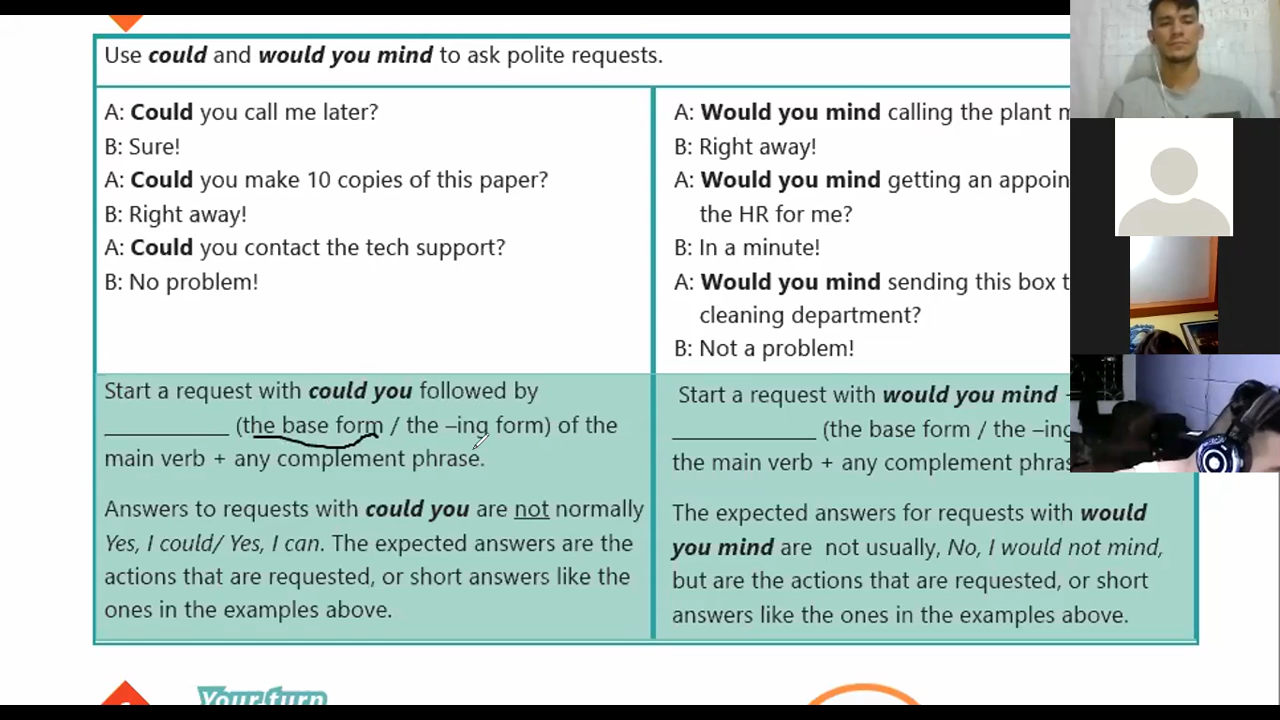 Use could and would you mind to ask polite requests.
A: Could you call me later?
B: Sure!
A: Could you make 10 copies of this paper?
B: Right away!
A: Could you contact the tech support?
B: No problem!
A: Would you mind calling the plant
B: Right away!
A: Would you mind getting an
the HR for me?
B: In a minute!
A: Would you mind sending this box
cleaning department?
B: Not a problem!
Start a request with could you followed by
__________ (the base form / the –ing form) of the
main verb + any complement phrase.
Answers to requests with could you are not normally
Yes, I could/ Yes, I can. The expected answers are the
actions that are requested, or short answers like the
ones in the examples above.
Start a request with would you mind
____________ (the base form / the –ing
the main verb + any complement
The expected answers for requests with would
you mind are not usually, No, I would not mind,
but are the actions that are requested, or short
answers like the ones in the examples above.
Your turn